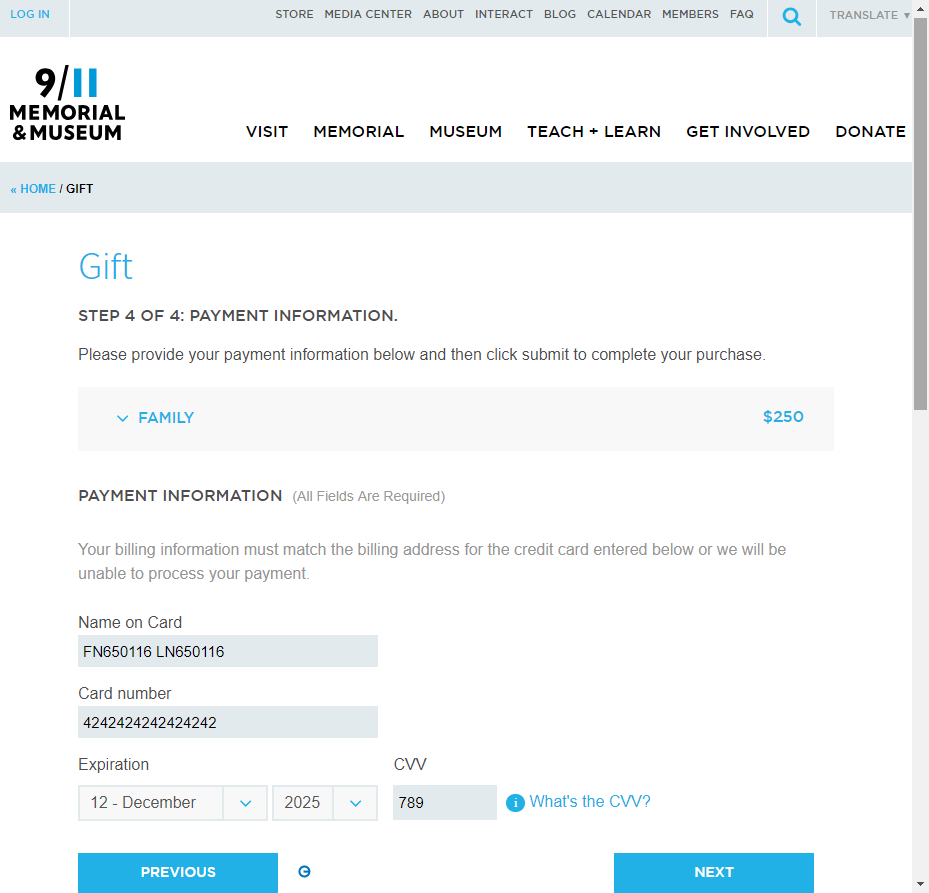 LOG IN
STORE MEDIA CENTER ABOUT INTERACT BLOG CALENDAR MEMBERS FAQ
TRANSLATE ▼
9/11
MEMORIAL
& MUSEUM
VISIT MEMORIAL MUSEUM TEACH + LEARN GET INVOLVED DONATE
« HOME / GIFT
Gift
STEP 4 OF 4: PAYMENT INFORMATION.
Please provide your payment information below and then click submit to complete your purchase.
FAMILY $250
PAYMENT INFORMATION (All Fields Are Required)
Your billing information must match the billing address for the credit card entered below or we will be
unable to process your payment.
Name on Card
FN650116 LN650116
Card number
4242424242424242
Expiration CVV
12 - December 2025 789 i What's the CVV?
PREVIOUS NEXT